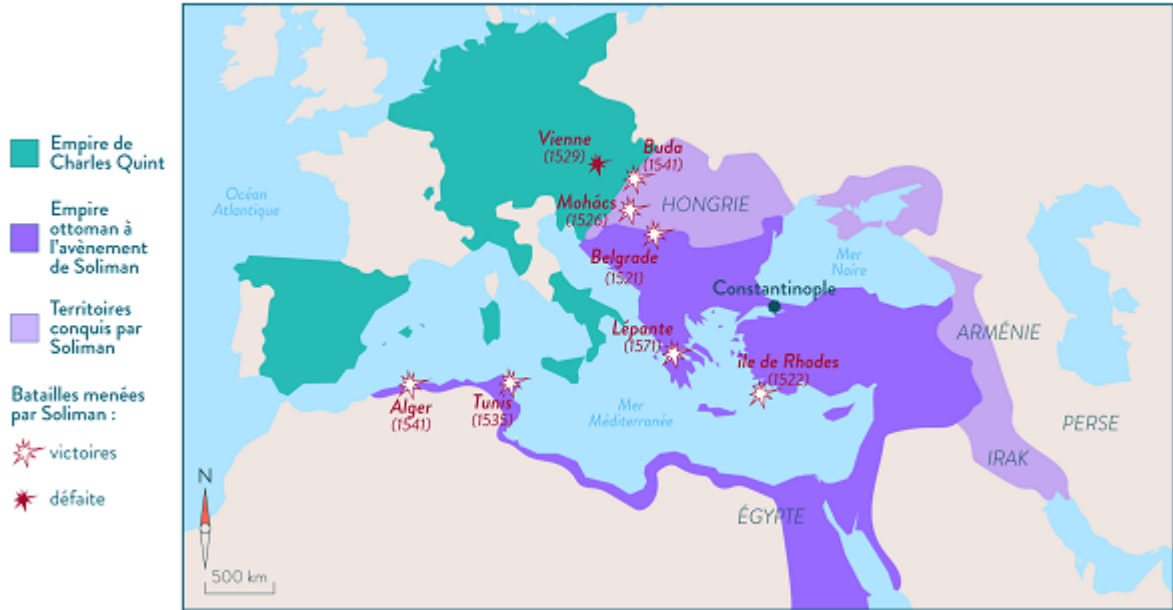 Empire de
Charles Quint
Empire
ottoman à
l'avènement
de Soliman
Territoires
conquis par
Soliman
Batailles menées
par Soliman :
victoires
défaite
N
500 km
Océan
Atlantique
Vienne
(1529)
Buda
(1541)
Mohács
(1526)
HONGRIE
Belgrade
(1521)
Mer
Noire
Constantinople
Lépante
(1571)
île de Rhodes
(1522)
ARMÉNIE
Alger
(1541)
Tunis
(1535)
Mer
Méditerranée
PERSE
IRAK
ÉGYPTE